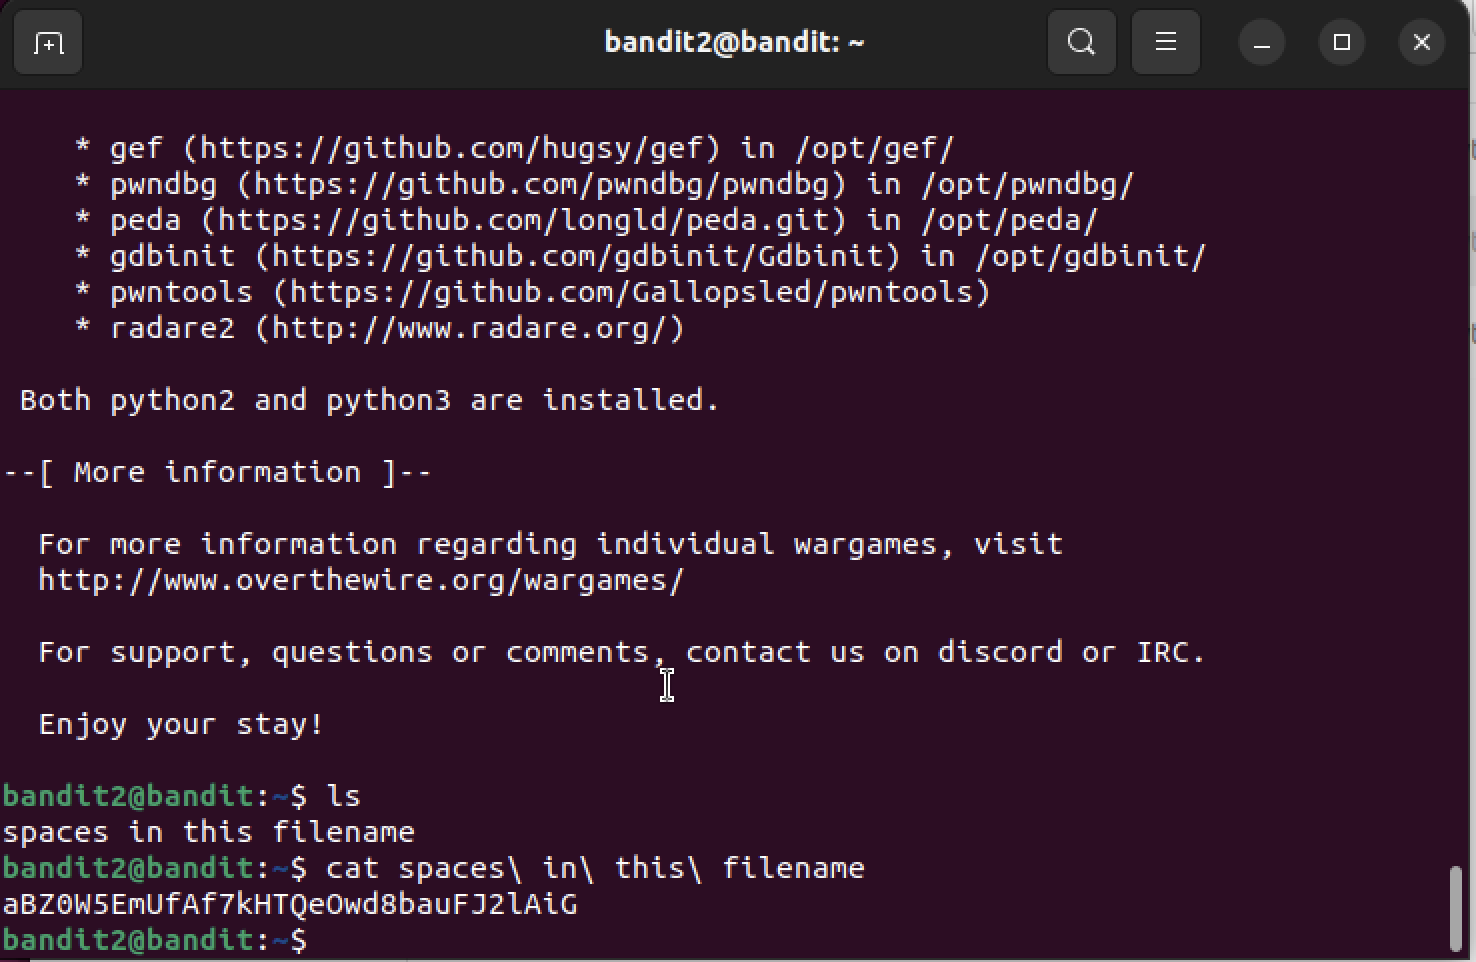 bandit2@bandit: ~
* gef (https://github.com/hugsy/gef) in /opt/gef/
* pwndbg (https://github.com/pwndbg/pwndbg) in /opt/pwndbg/
* peda (https://github.com/longld/peda.git) in /opt/peda/
* gdbinit (https://github.com/gdbinit/Gdbinit) in /opt/gdbinit/
* pwntools (https://github.com/Gallopsled/pwntools)
* radare2 (http://www.radare.org/)
Both python2 and python3 are installed.
--[ More information ]--
For more information regarding individual wargames, visit
http://www.overthewire.org/wargames/
For support, questions or comments, contact us on discord or IRC.
Enjoy your stay!
bandit2@bandit:~$ ls
spaces in this filename
bandit2@bandit:~$ cat spaces\ in\ this\ filename
aBZ0W5EmUfAf7kHTQeOwd8bauFJ2lAiG
bandit2@bandit:~$